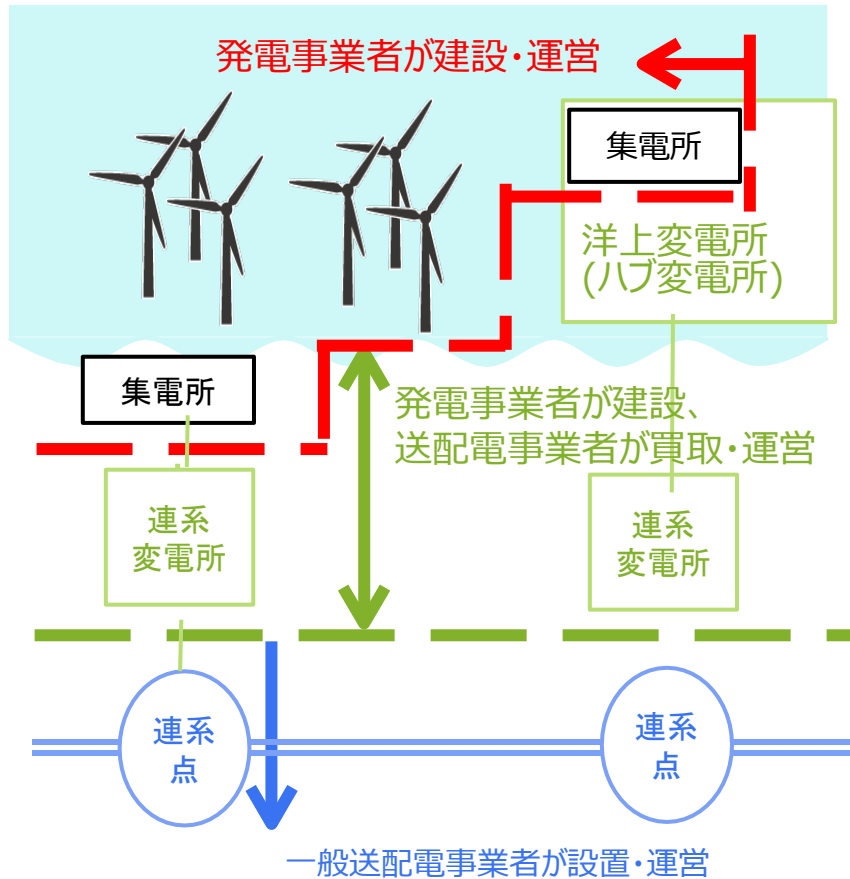 発電事業者が建設・運営
集電所
洋上変電所
(ハブ変電所)
集電所
発電事業者が建設、
送配電事業者が買取・運営
連系
変電所
連系
変電所
連系
点
連系
点
一般送配電事業者が設置・運営